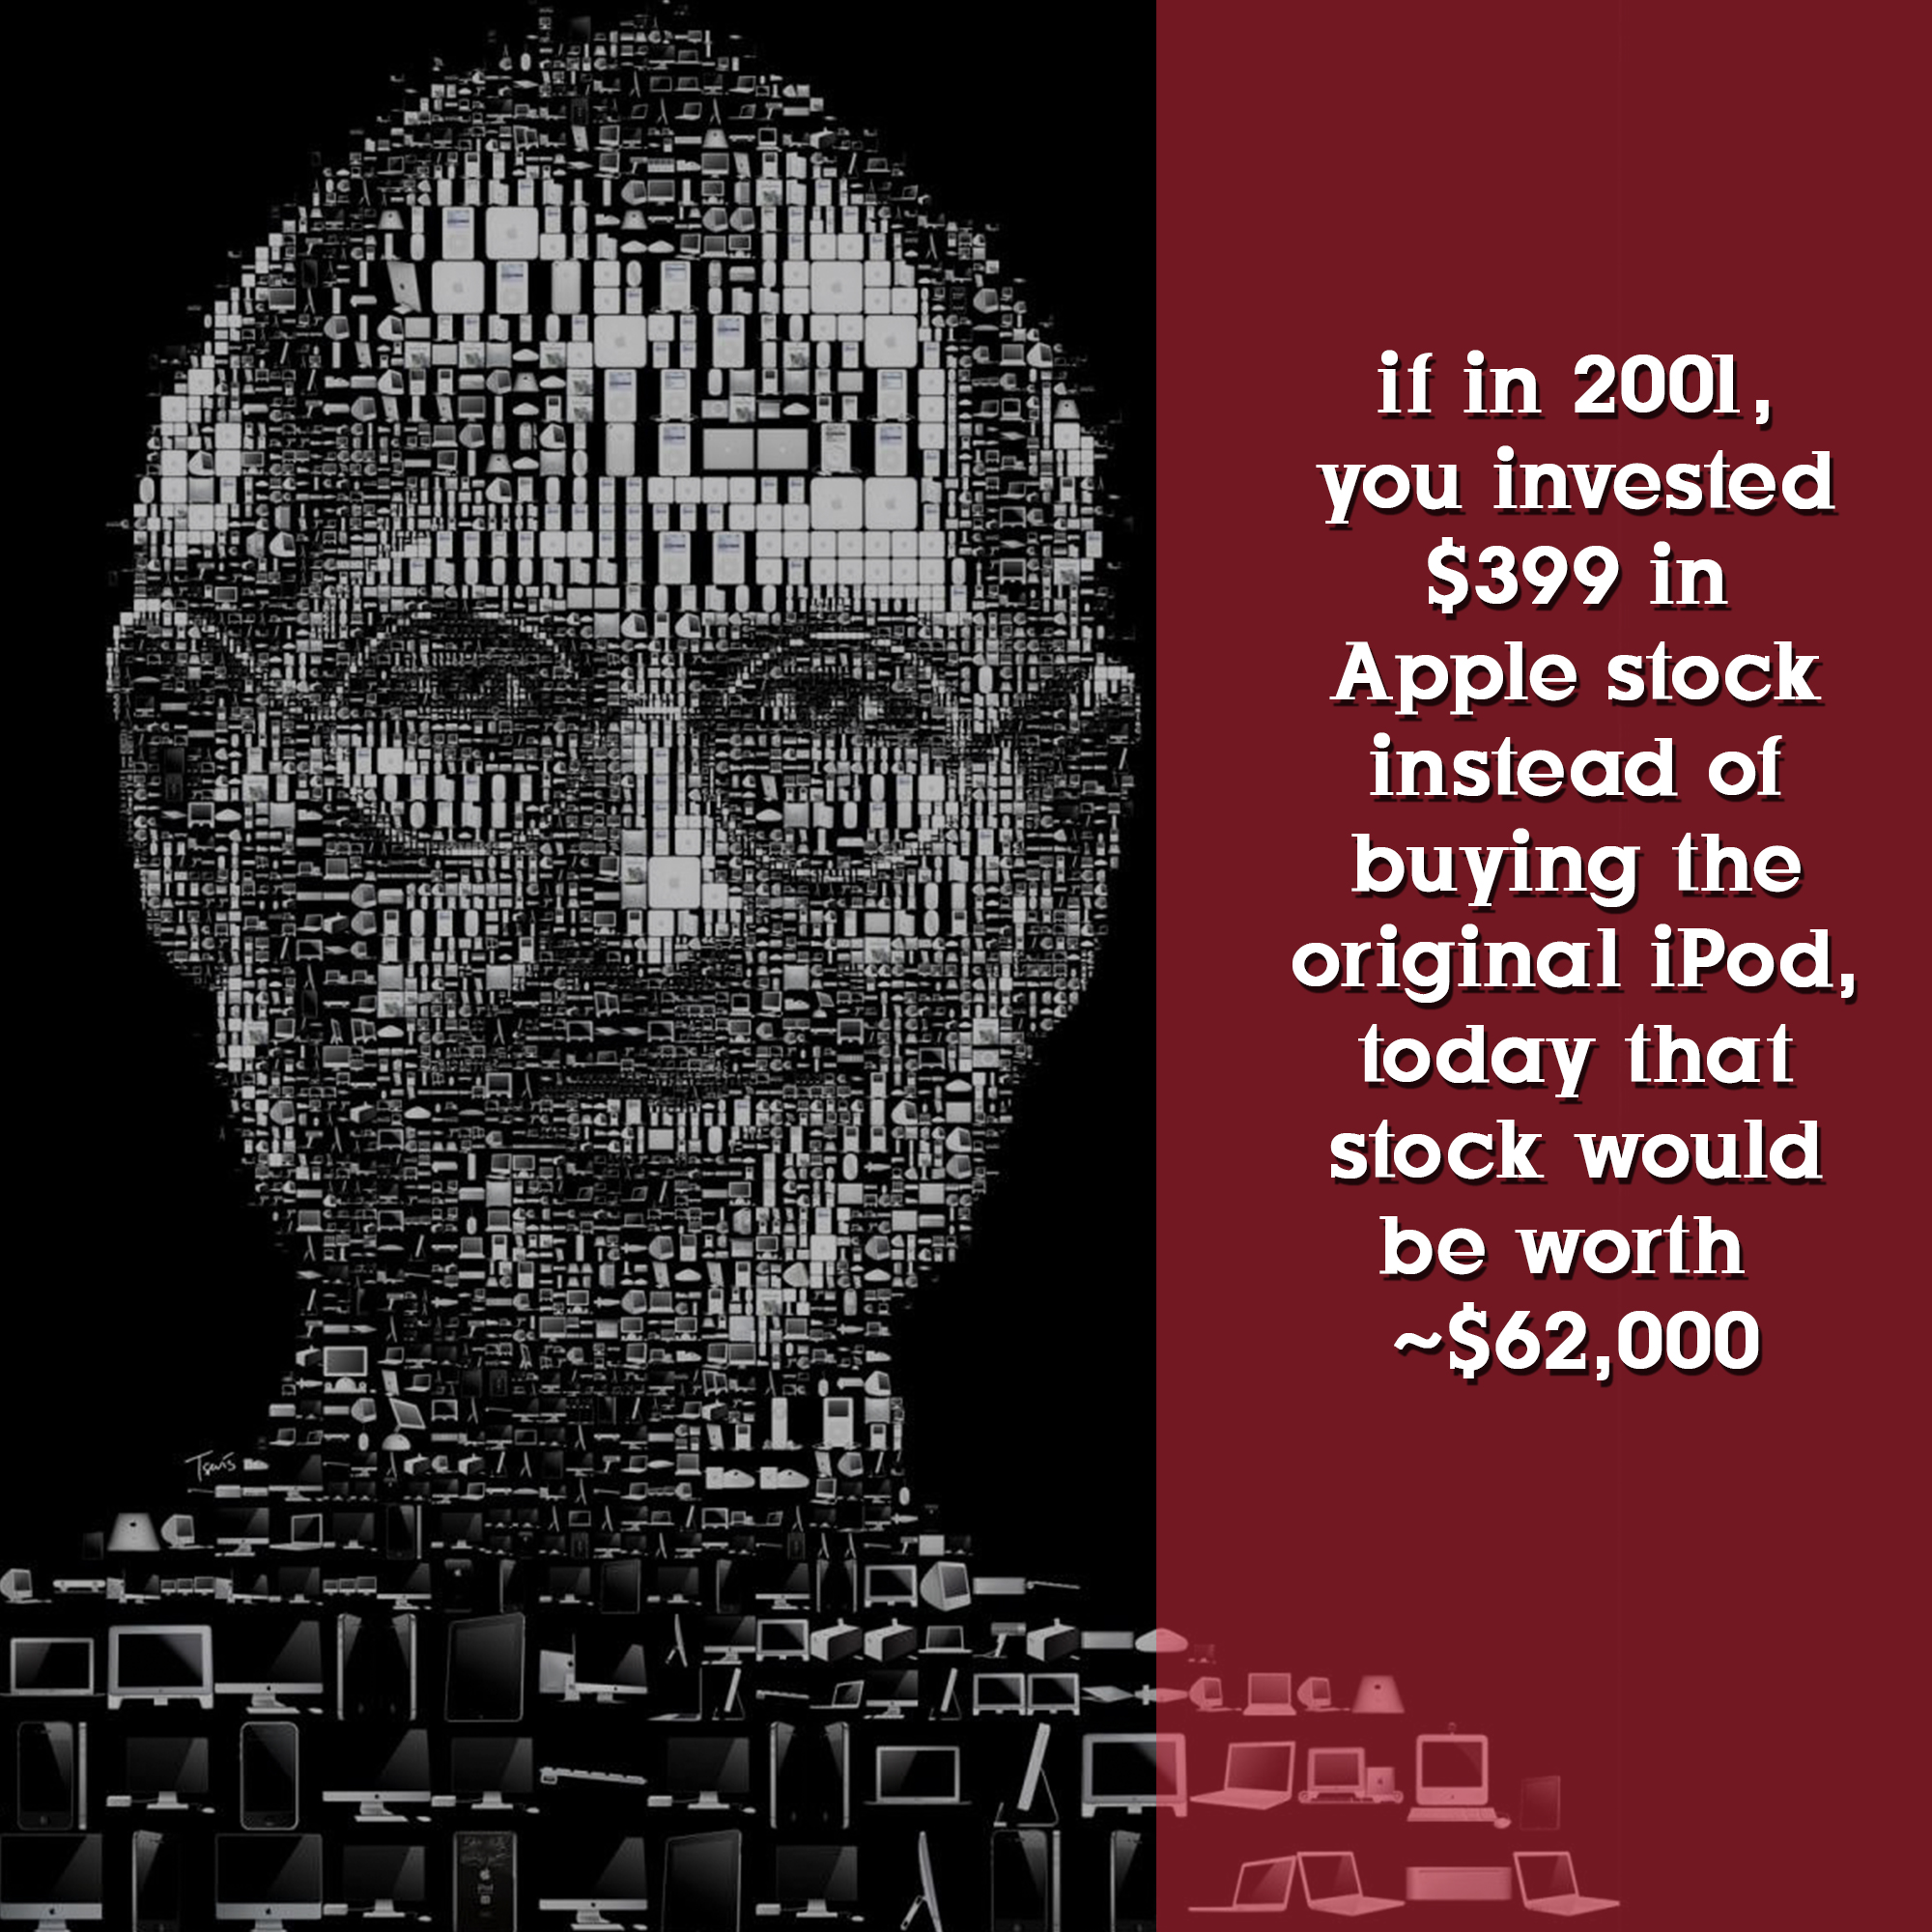 if in 2001,
you invested
$399 in
Apple stock
instead of
buying the
original iPod,
today that
stock would
be worth
~$62,000
Tsevis